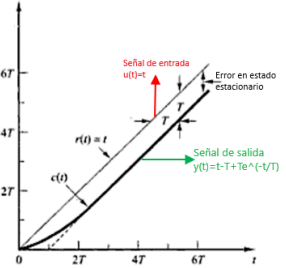 Señal de entrada
u(t)=t
6T
Error en estado
estacionario
T
T
r(t) = t
4T
Señal de salida
y(t)=t-T+Te^(-t/T)
c(t)
2T
0
2T
4T
6T
t